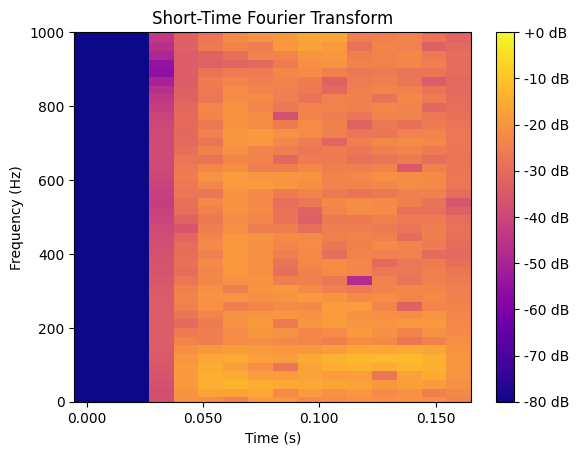 Short-Time Fourier Transform
1000
800
600
400
200
0
Frequency (Hz)
0.000
0.050
0.100
0.150
Time (s)
+0 dB
-10 dB
-20 dB
-30 dB
-40 dB
-50 dB
-60 dB
-70 dB
-80 dB